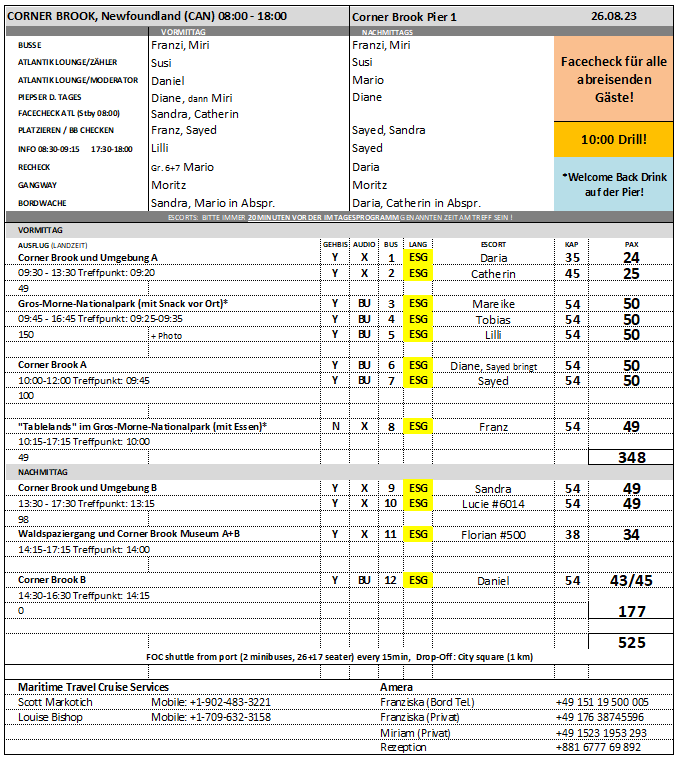 CORNER BROOK, Newfoundland (CAN) 08:00 - 18:00 Corner Brook Pier 1 26.08.23
VORMITTAG NACHMITTAGS
BUSSE Franzi, Miri Franzi, Miri
ATLANTIK LOUNGE/ZÄHLER Susi Susi
ATLANTIK LOUNGE/MODERATOR Daniel Mario
PIEPSER D. TAGES Diane, dann Miri Diane
FACECHECK ATL (Stby 08:00) Sandra, Catherin
PLATZIEREN / BB CHECKEN Franz, Sayed Sayed, Sandra
INFO 08:30-09:15 17:30-18:00 Lilli Sayed
RECHECK Gr. 6+7 Mario Daria
GANGWAY Moritz Moritz
BORDWACHE Sandra, Mario in Abspr. Daria, Catherin in Abspr.
Facecheck für alle
abreisenden
Gäste!
10:00 Drill!
*Welcome Back Drink
auf der Pier!
ESCORTS: BITTE IMMER 20 MINUTEN VOR DER IM TAGESPROGRAMM GENANNTEN ZEIT AM TREFF SEIN !
VORMITTAG
AUSFLUG (LANDZEIT) GEHBIS AUDIO BUS LANG ESCORT KAP PAX
Corner Brook und Umgebung A Y X 1 ESG Daria 35 24
09:30 - 13:30 Treffpunkt: 09:20 Y X 2 ESG Catherin 45 25
49
Gros-Morne-Nationalpark (mit Snack vor Ort)* Y BU 3 ESG Mareike 54 50
09:45 - 16:45 Treffpunkt: 09:25-09:35 Y BU 4 ESG Tobias 54 50
150 + Photo Y BU 5 ESG Lilli 54 50
Corner Brook A Y BU 6 ESG Diane, Sayed bringt 54 50
10:00-12:00 Treffpunkt: 09:45 Y BU 7 ESG Sayed 54 50
100
"Tablelands" im Gros-Morne-Nationalpark (mit Essen)* N X 8 ESG Franz 54 49
10:15-17:15 Treffpunkt: 10:00
49 348
NACHMITTAG
Corner Brook und Umgebung B Y X 9 ESG Sandra 54 49
13:30 - 17:30 Treffpunkt: 13:15 Y X 10 ESG Lucie #6014 54 49
98
Waldspaziergang und Corner Brook Museum A+B Y X 11 ESG Florian #500 38 34
14:15-17:15 Treffpunkt: 14:00
Corner Brook B Y BU 12 ESG Daniel 54 43/45
14:30-16:30 Treffpunkt: 14:15
0 177
525
FOC shuttle from port (2 minibuses, 26+17 seater) every 15min, Drop-Off: City square (1 km)
Maritime Travel Cruise Services Amera
Scott Markotich Mobile: +1-902-483-3221 Franziska (Bord Tel.) +49 151 19 500 005
Louise Bishop Mobile: +1-709-632-3158 Franziska (Privat) +49 176 38745596
Miriam (Privat) +49 1523 1953 293
Rezeption +881 6777 69 892